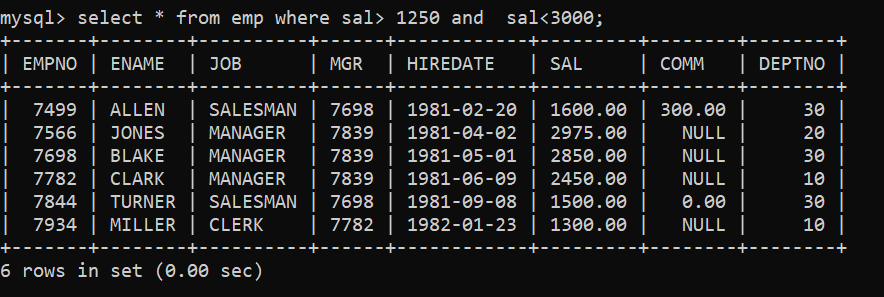 mysql> select * from emp where sal> 1250 and  sal<3000;
+-------+--------+----------+------+------------+---------+--------+--------+
| EMPNO | ENAME  | JOB      | MGR  | HIREDATE   | SAL     | COMM   | DEPTNO |
+-------+--------+----------+------+------------+---------+--------+--------+
|  7499 | ALLEN  | SALESMAN | 7698 | 1981-02-20 | 1600.00 | 300.00 |     30 |
|  7566 | JONES  | MANAGER  | 7839 | 1981-04-02 | 2975.00 |   NULL |     20 |
|  7698 | BLAKE  | MANAGER  | 7839 | 1981-05-01 | 2850.00 |   NULL |     30 |
|  7782 | CLARK  | MANAGER  | 7839 | 1981-06-09 | 2450.00 |   NULL |     10 |
|  7844 | TURNER | SALESMAN | 7698 | 1981-09-08 | 1500.00 |   0.00 |     30 |
|  7934 | MILLER | CLERK    | 7782 | 1982-01-23 | 1300.00 |   NULL |     10 |
+-------+--------+----------+------+------------+---------+--------+--------+
6 rows in set (0.00 sec)